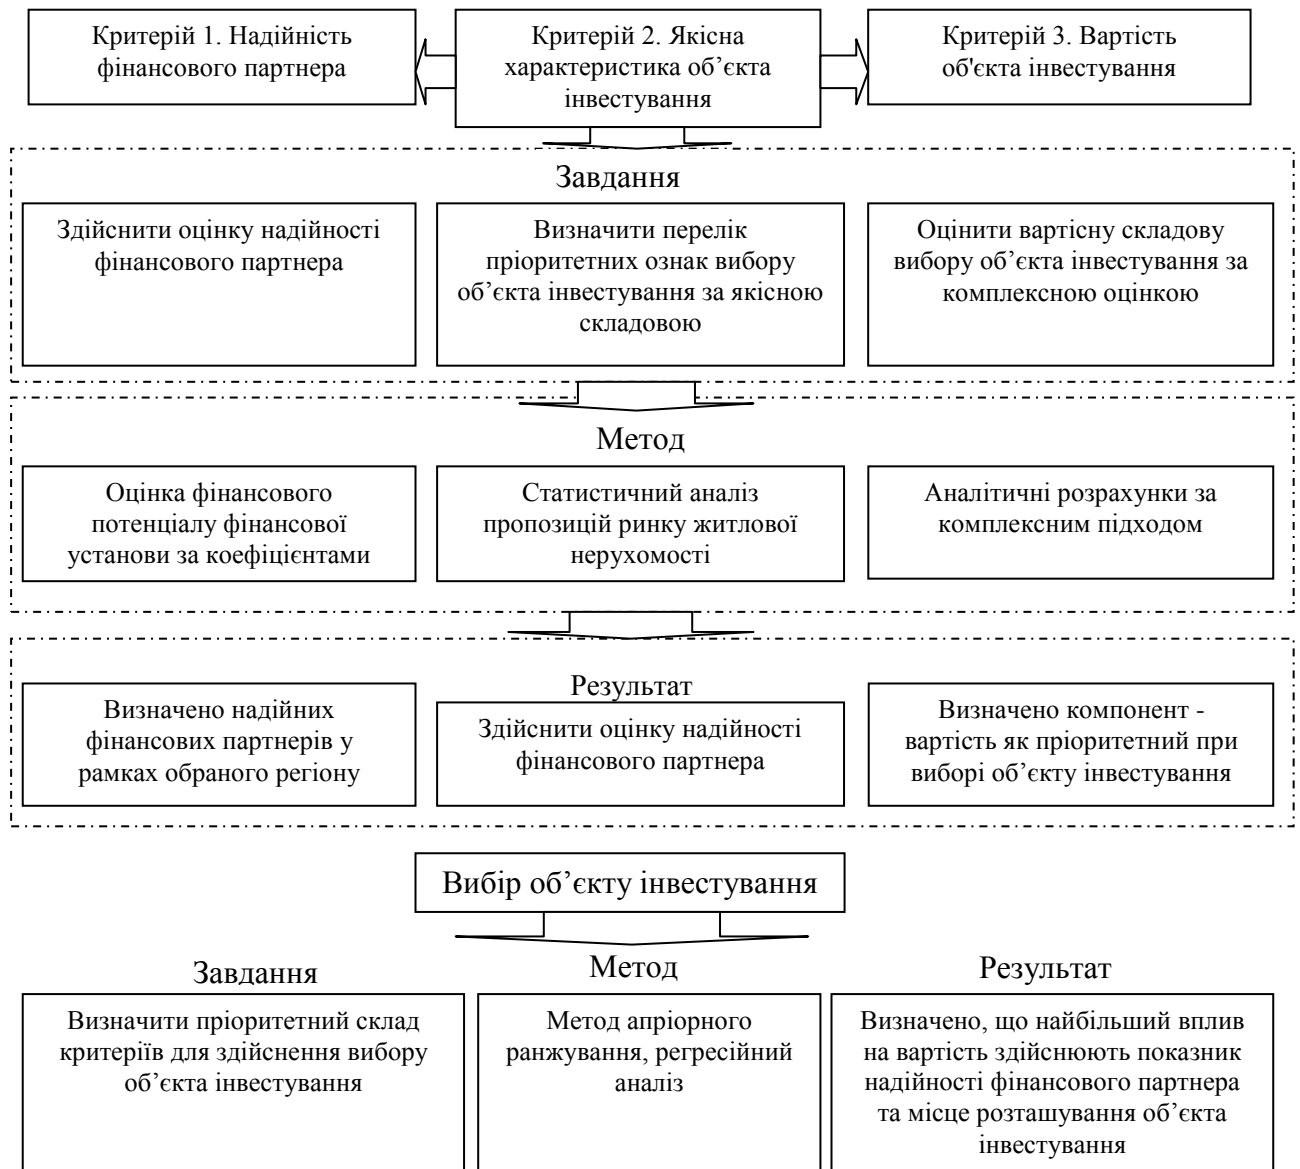 Критерій 1. Надійність
фінансового партнера
Критерій 2. Якісна
характеристика об’єкта
інвестування
Критерій 3. Вартість
об'єкта інвестування
Завдання
Здійснити оцінку надійності
фінансового партнера
Визначити перелік
пріоритетних ознак вибору
об’єкта інвестування за якісною
складовою
Оцінити вартісну складову
вибору об’єкта інвестування за
комплексною оцінкою
Метод
Оцінка фінансового
потенціалу фінансової
установи за коефіцієнтами
Статистичний аналіз
пропозицій ринку житлової
нерухомості
Аналітичні розрахунки за
комплексним підходом
Результат
Визначено надійних
фінансових партнерів у
рамках обраного регіону
Здійснити оцінку надійності
фінансового партнера
Визначено компонент -
вартість як пріоритетний при
виборі об’єкту інвестування
Вибір об’єкту інвестування
Завдання
Визначити пріоритетний склад
критеріїв для здійснення вибору
об’єкта інвестування
Метод
Метод апріорного
ранжування, регресійний
аналіз
Результат
Визначено, що найбільший вплив
на вартість здійснюють показник
надійності фінансового партнера
та місце розташування об’єкта
інвестування